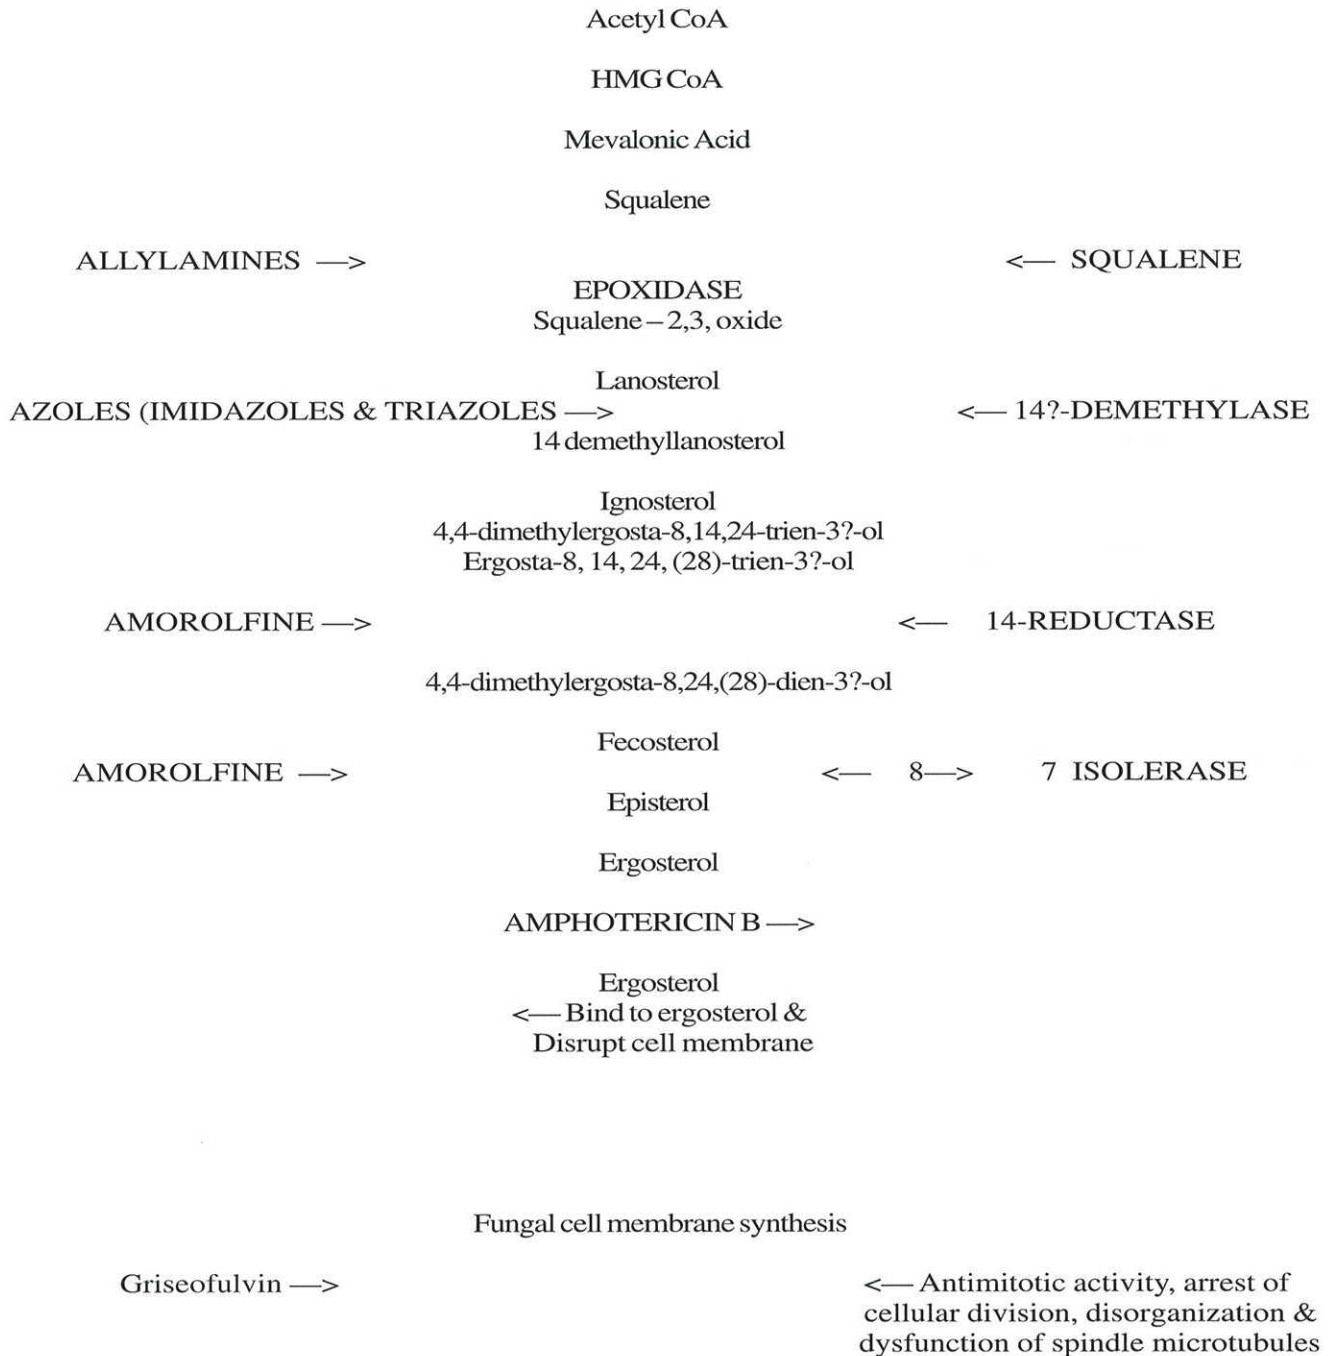 Acetyl CoA
HMG CoA
Mevalonic Acid
Squalene
ALLYLAMINES —> <— SQUALENE
EPOXIDASE
Squalene – 2,3, oxide
Lanosterol
AZOLES (IMIDAZOLES & TRIAZOLES —> <— 14?-DEMETHYLASE
14 demethyllanosterol
Ignosterol
4,4-dimethylergosta-8,14,24-trien-3?-ol
Ergosta-8, 14, 24, (28)-trien-3?-ol
AMOROLFINE —> <— 14-REDUCTASE
4,4-dimethylergosta-8,24,(28)-dien-3?-ol
Fecosterol
AMOROLFINE —> <— 8—> 7 ISOLERASE
Episterol
Ergosterol
AMPHOTERICIN B —>
Ergosterol
<— Bind to ergosterol &
Disrupt cell membrane
Fungal cell membrane synthesis
Griseofulvin —> <— Antimitotic activity, arrest of
cellular division, disorganization &
dysfunction of spindle microtubules